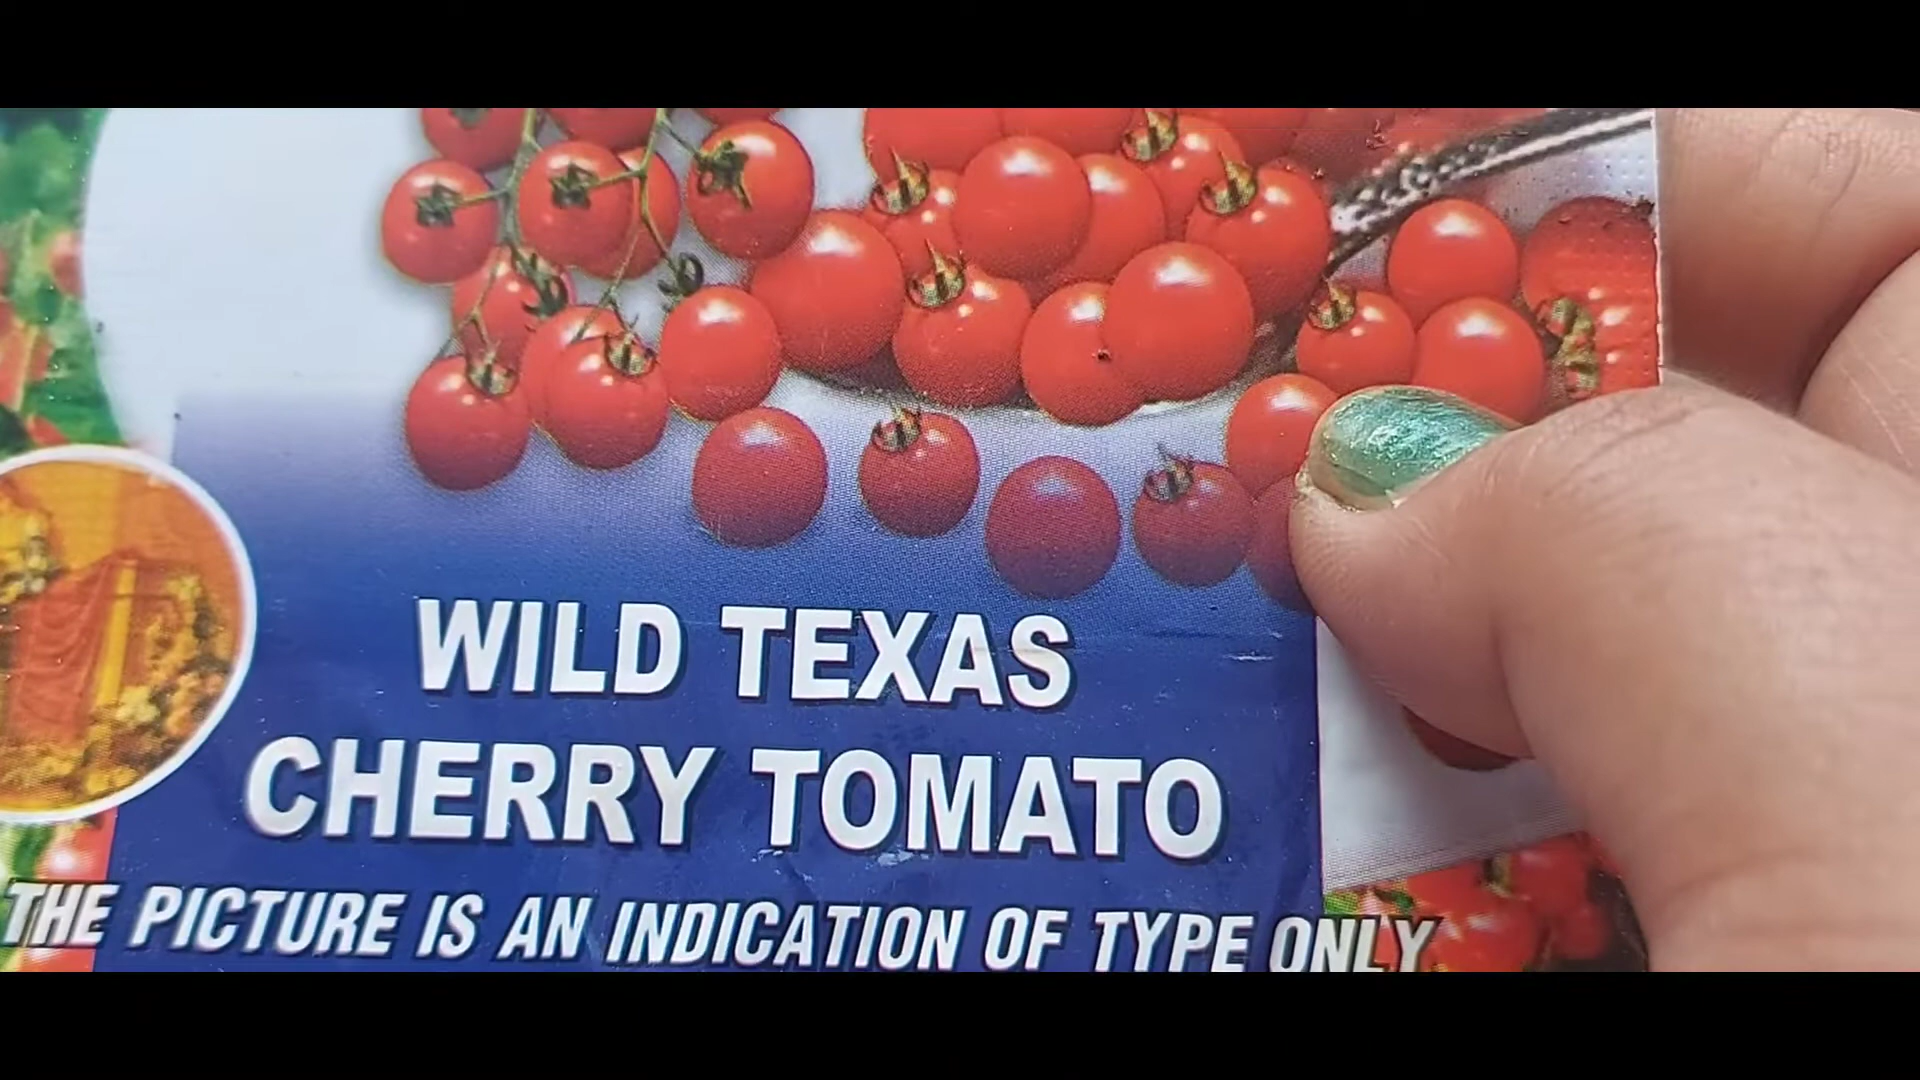 WILD TEXAS
CHERRY TOMATO
THE PICTURE IS AN INDICATION OF TYPE ONLY